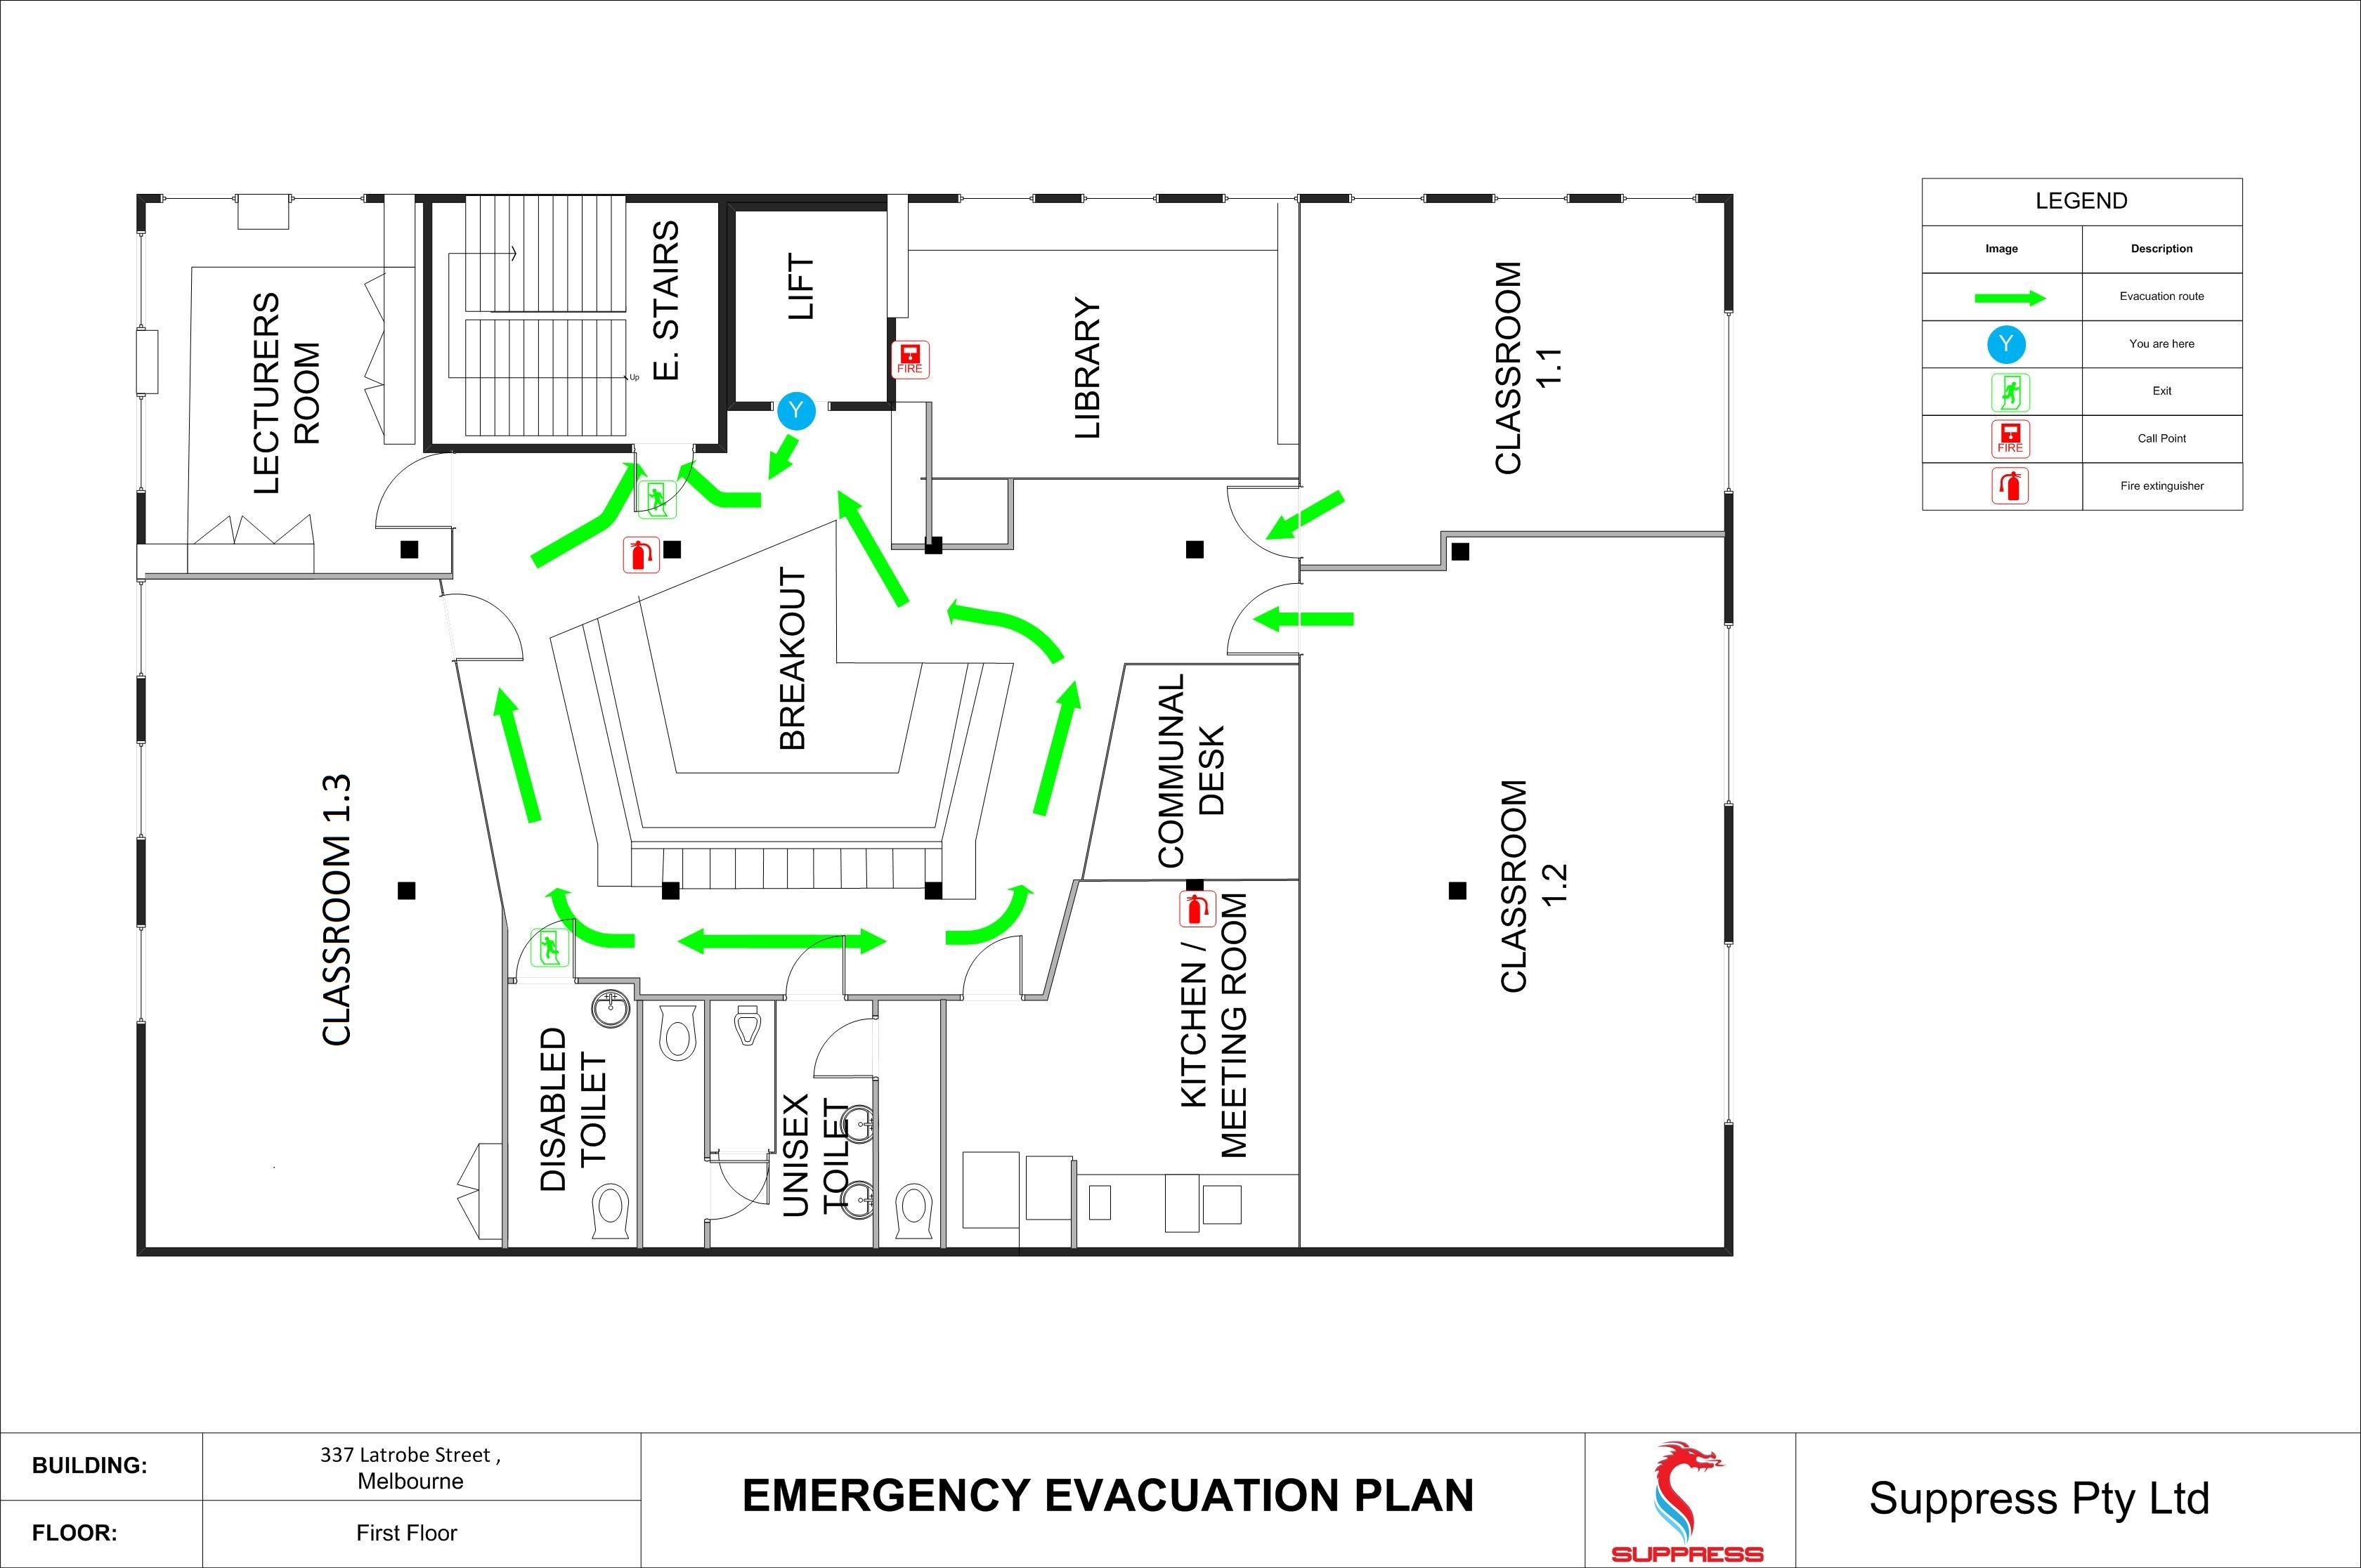 LECTURERS
ROOM
Up
E. STAIRS
LIFT
Y
FIRE
LIBRARY
CLASSROOM
1.1
LEGEND
Image
Description
Evacuation route
Y
You are here
Exit
FIRE
Call Point
Fire extinguisher
BREAKOUT
COMMUNAL
DESK
CLASSROOM 1.3
CLASSROOM
1.2
DISABLED
TOILET
UNISEX
TOILET
KITCHEN /
MEETING ROOM
BUILDING:
337 Latrobe Street ,
Melbourne
FLOOR:
First Floor
EMERGENCY EVACUATION PLAN
SUPPRESS
Suppress Pty Ltd